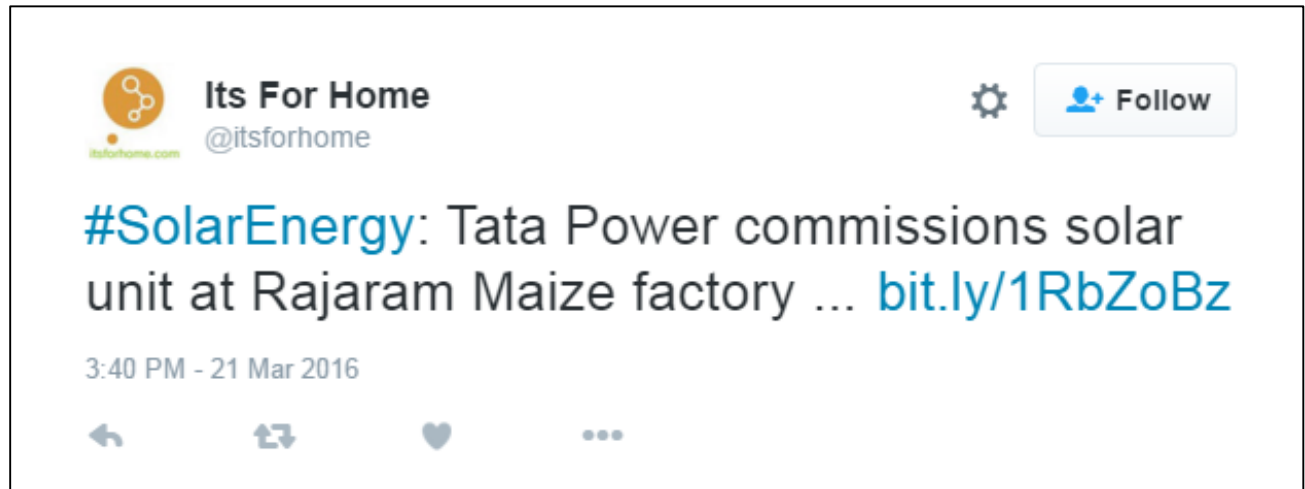 Its For Home
@itsforhome
Follow
itsforhome.com
#SolarEnergy: Tata Power commissions solar
unit at Rajaram Maize factory ... bit.ly/1RbZoBz
3:40 PM - 21 Mar 2016